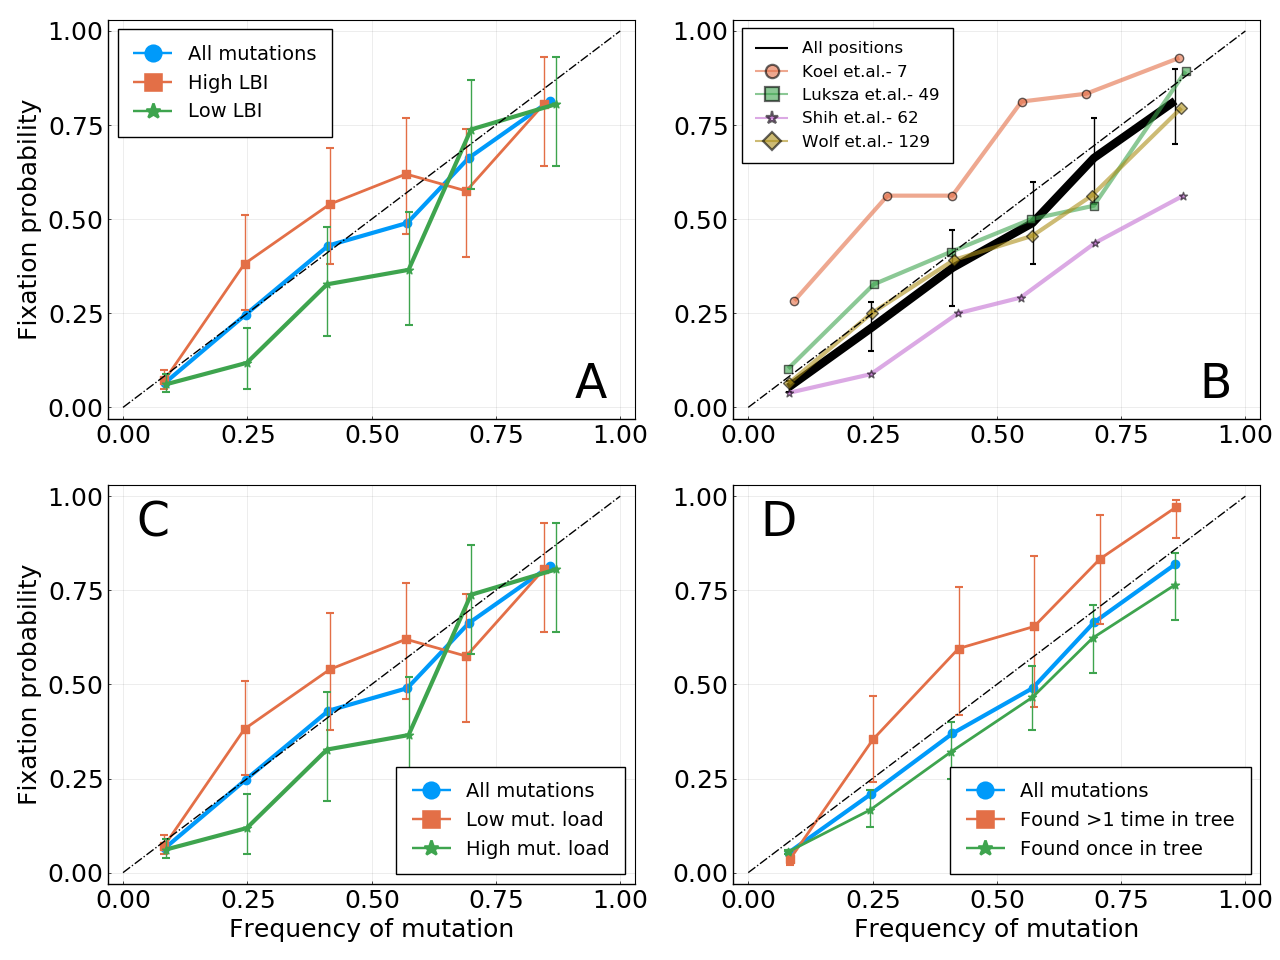 1.00
0.75
0.50
0.25
0.00
Fixation probability
All mutations
High LBI
Low LBI
A
0.00 0.25 0.50 0.75 1.00
1.00
0.75
0.50
0.25
0.00
All positions
Koel et.al.- 7
Luksza et.al.- 49
Shih et.al.- 62
Wolf et.al.- 129
B
0.00 0.25 0.50 0.75 1.00
1.00
0.75
0.50
0.25
0.00
Fixation probability
C
All mutations
Low mut. load
High mut. load
0.00 0.25 0.50 0.75 1.00
Frequency of mutation
1.00
0.75
0.50
0.25
0.00
D
All mutations
Found >1 time in tree
Found once in tree
0.00 0.25 0.50 0.75 1.00
Frequency of mutation